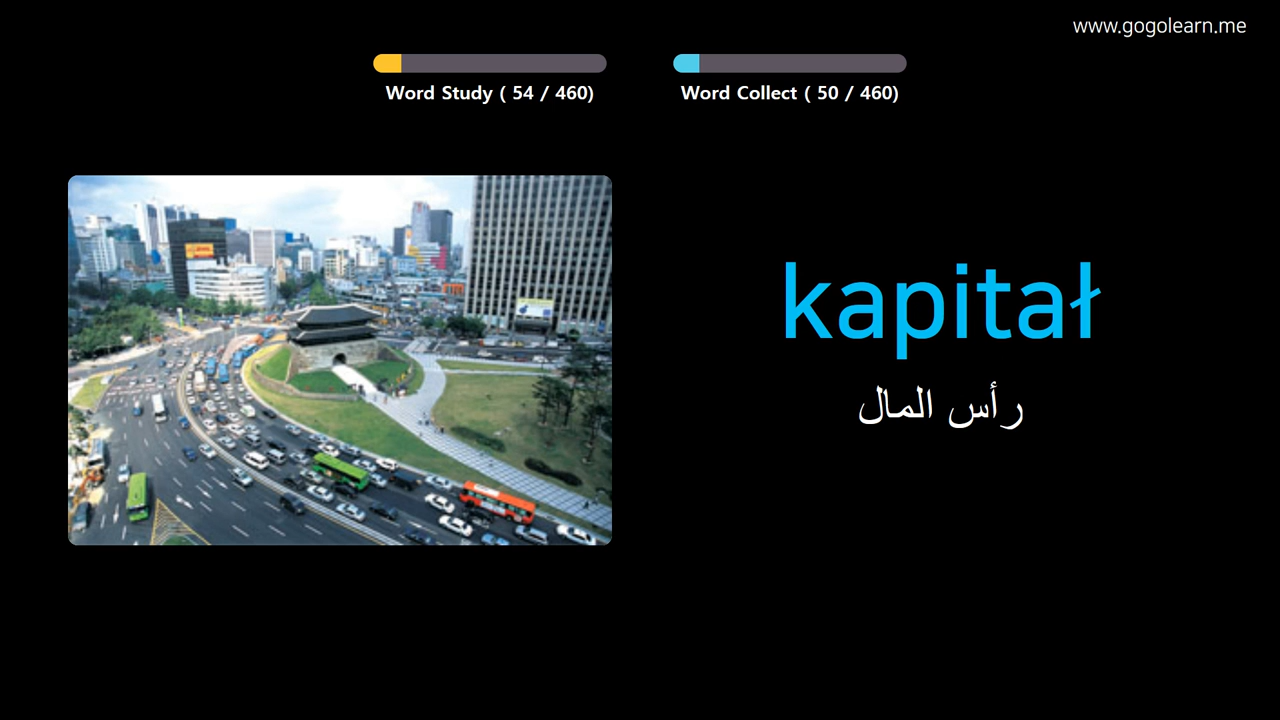 www.gogolearn.me
Word Study ( 54 / 460)
Word Collect ( 50 / 460)
kapitał
رأس المال